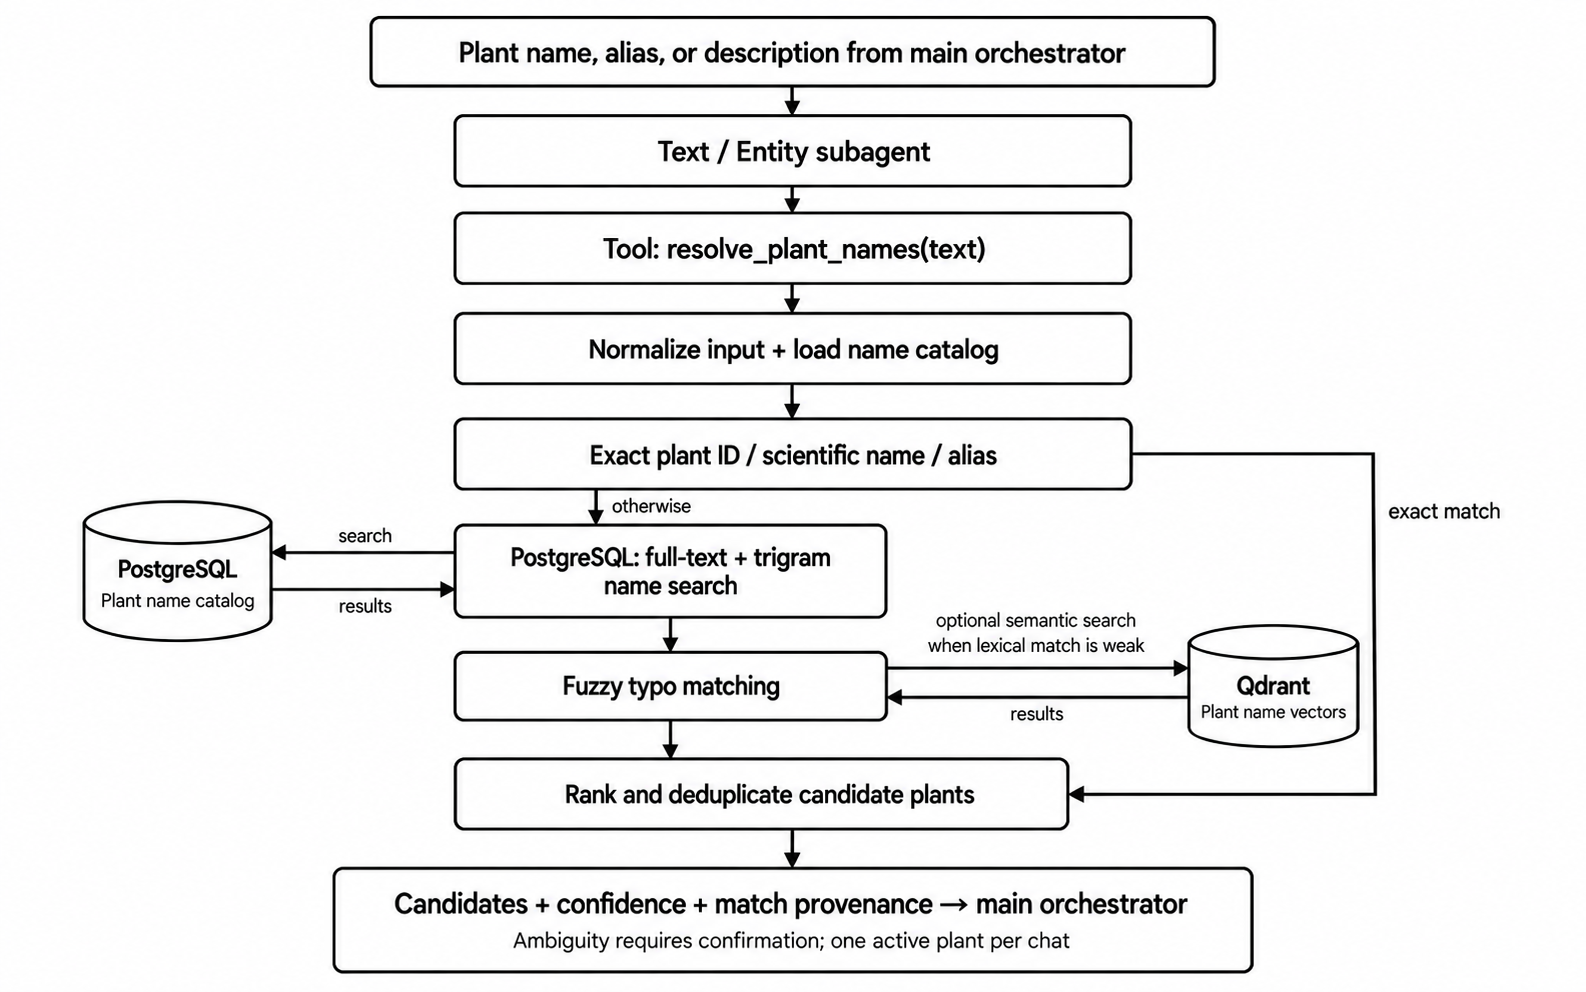 Plant name, alias, or description from main orchestrator
Text / Entity subagent
Tool: resolve_plant_names(text)
Normalize input + load name catalog
Exact plant ID / scientific name / alias
otherwise
exact match
PostgreSQL
Plant name catalog
search
results
PostgreSQL: full-text + trigram
name search
optional semantic search
when lexical match is weak
Fuzzy typo matching
results
Qdrant
Plant name vectors
Rank and deduplicate candidate plants
Candidates + confidence + match provenance → main orchestrator
Ambiguity requires confirmation; one active plant per chat